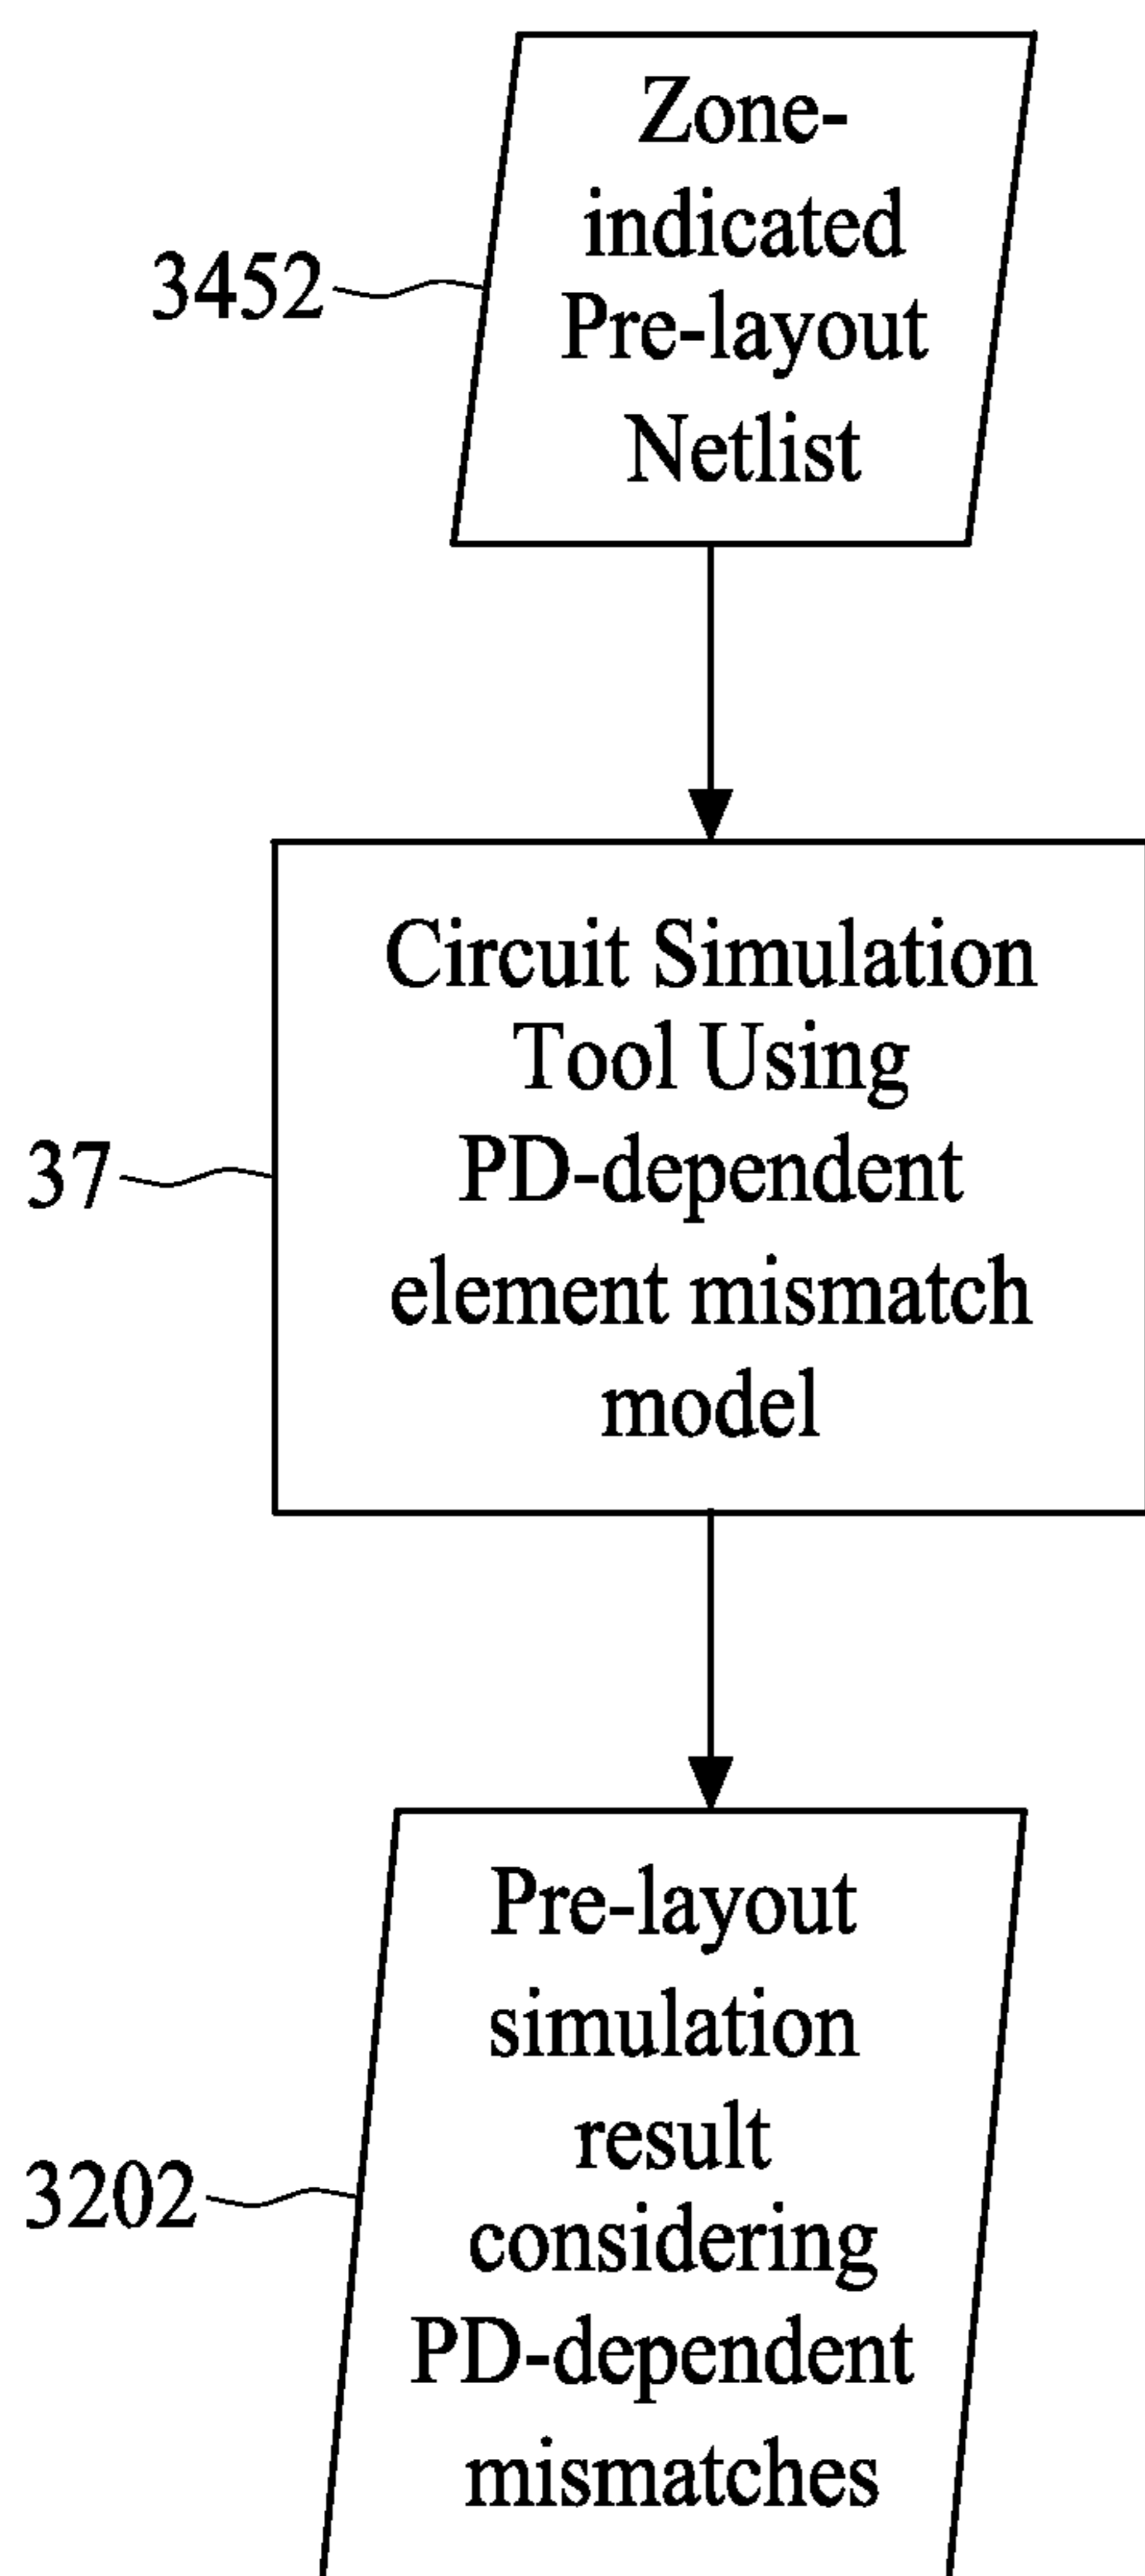 Zone-
indicated
Pre-layout
Netlist
3452
Circuit Simulation
Tool Using
PD-dependent
element mismatch
model
37
Pre-layout
simulation
result
considering
PD-dependent
mismatches
3202